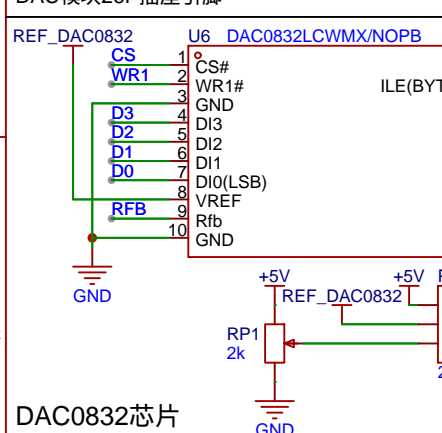 REF_DAC0832
U6 DAC0832LCWMX/NOPB
CS 1 CS#
WR1 2 WR1#
ILE(BYT
3 GND
D3 4 DI3
D2 5 DI2
D1 6 DI1
D0 7 DI0(LSB)
8 VREF
RFB 9 Rfb
10 GND
GND
+5V
+5V
REF_DAC0832
RP1
2k
DAC0832芯片
GND